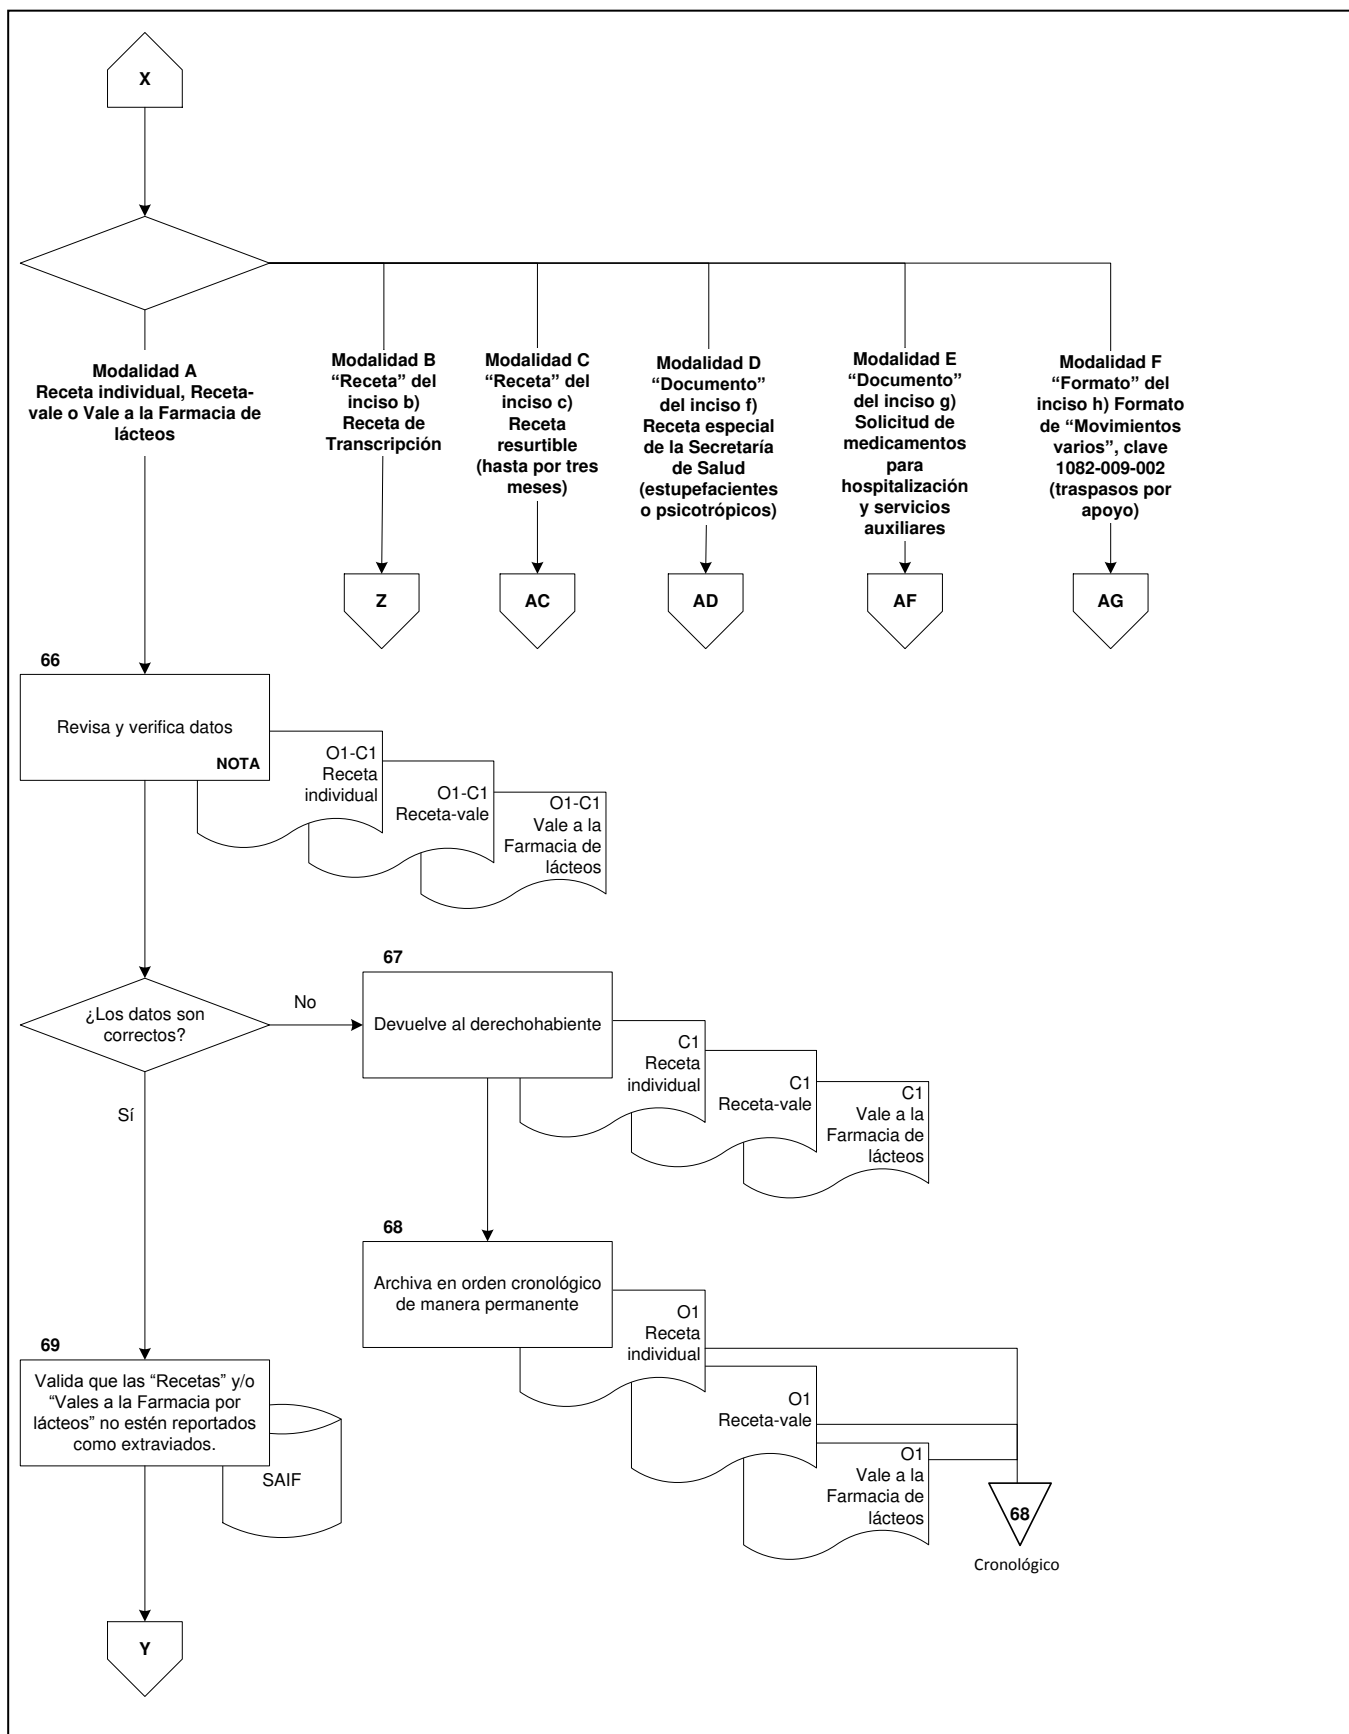 X
Modalidad A
Receta individual, Receta-
vale o Vale a la Farmacia de
lácteos
Modalidad B
“Receta” del
inciso b)
Receta de
Transcripción
Modalidad C
“Receta” del
inciso c)
Receta
resurtible
(hasta por tres
meses)
Modalidad D
“Documento”
del inciso f)
Receta especial
de la Secretaría
de Salud
(estupefacientes
o psicotrópicos)
Modalidad E
“Documento”
del inciso g)
Solicitud de
medicamentos
para
hospitalización
y servicios
auxiliares
Modalidad F
“Formato” del
inciso h) Formato
de “Movimientos
varios”, clave
1082-009-002
(traspasos por
apoyo)
Z
AC
AD
AF
AG
66
Revisa y verifica datos
NOTA
O1-C1
Receta
individual
O1-C1
Receta-vale
O1-C1
Vale a la
Farmacia de
lácteos
¿Los datos son
correctos?
No
Sí
67
Devuelve al derechohabiente
C1
Receta
individual
C1
Receta-vale
C1
Vale a la
Farmacia de
lácteos
68
Archiva en orden cronológico
de manera permanente
O1
Receta
individual
O1
Receta-vale
O1
Vale a la
Farmacia de
lácteos
68
Cronológico
69
Valida que las “Recetas” y/o
“Vales a la Farmacia por
lácteos” no estén reportados
como extraviados.
SAIF
Y